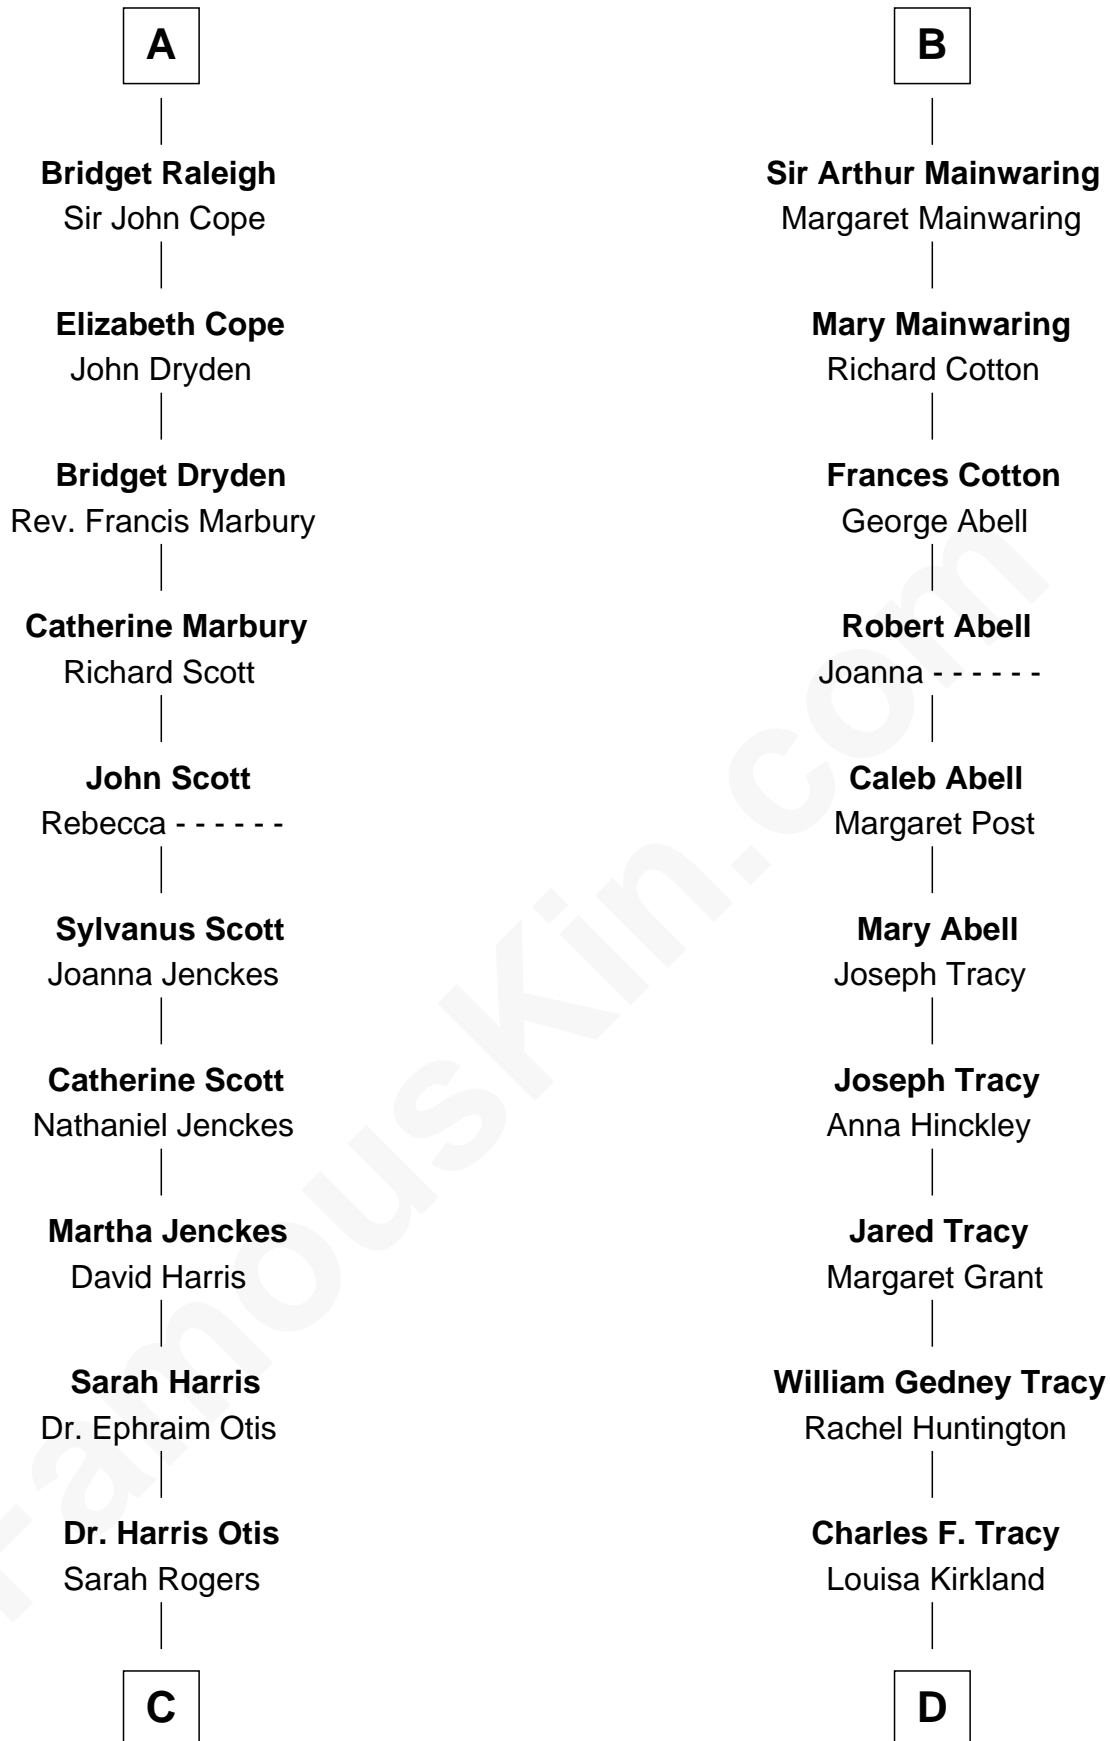 A
Bridget Raleigh
Sir John Cope
Elizabeth Cope
John Dryden
Bridget Dryden
Rev. Francis Marbury
Catherine Marbury
Richard Scott
John Scott
Rebecca - - - - - -
Sylvanus Scott
Joanna Jenckes
Catherine Scott
Nathaniel Jenckes
Martha Jenckes
David Harris
Sarah Harris
Dr. Ephraim Otis
Dr. Harris Otis
Sarah Rogers
C
B
Sir Arthur Mainwaring
Margaret Mainwaring
Mary Mainwaring
Richard Cotton
Frances Cotton
George Abell
Robert Abell
Joanna - - - - - -
Caleb Abell
Margaret Post
Mary Abell
Joseph Tracy
Joseph Tracy
Anna Hinckley
Jared Tracy
Margaret Grant
William Gedney Tracy
Rachel Huntington
Charles F. Tracy
Louisa Kirkland
D
FamousKin.com